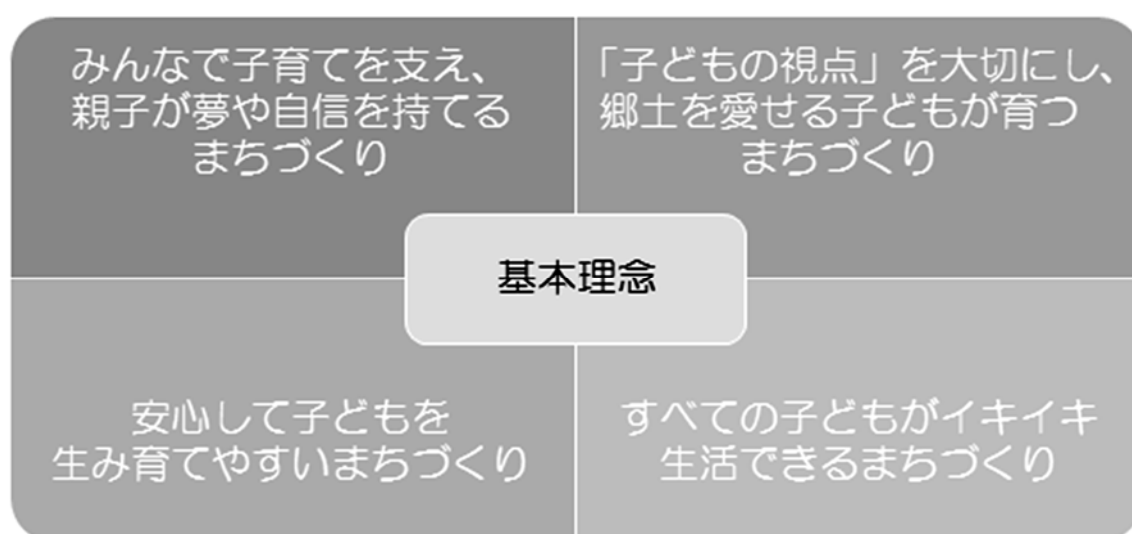 みんなで子育てを支え、
親子が夢や自信を持てる
まちづくり
「子どもの視点」を大切にし、
郷土を愛せる子どもが育つ
まちづくり
基本理念
安心して子どもを
生み育てやすいまちづくり
すべての子どもがイキイキ
生活できるまちづくり